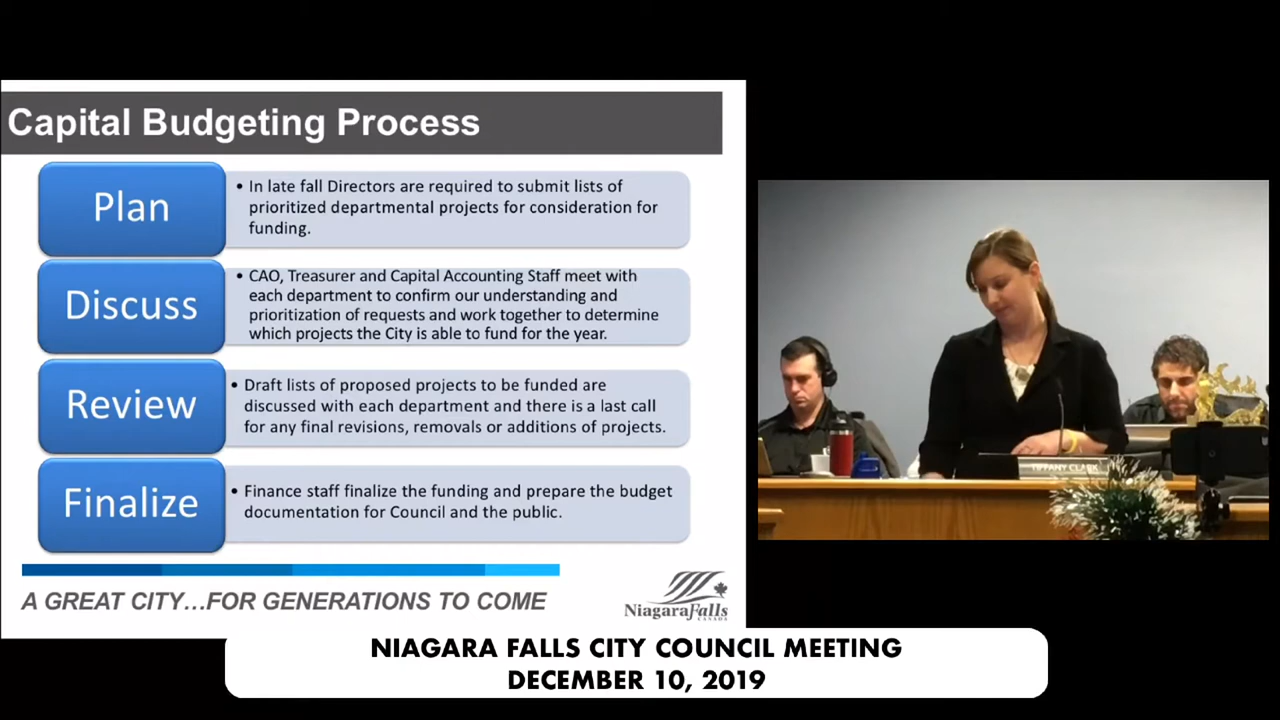 Capital Budgeting Process
Plan
• In late fall Directors are required to submit lists of
prioritized departmental projects for consideration for
funding.
Discuss
• CAO, Treasurer and Capital Accounting Staff meet with
each department to confirm our understanding and
prioritization of requests and work together to determine
which projects the City is able to fund for the year.
Review
• Draft lists of proposed projects to be funded are
discussed with each department and there is a last call
for any final revisions, removals or additions of projects.
Finalize
• Finance staff finalize the funding and prepare the budget
documentation for Council and the public.
A GREAT CITY...FOR GENERATIONS TO COME
NiagaraFalls
CANADA
TIFFANY CLARK
NIAGARA FALLS CITY COUNCIL MEETING
DECEMBER 10, 2019